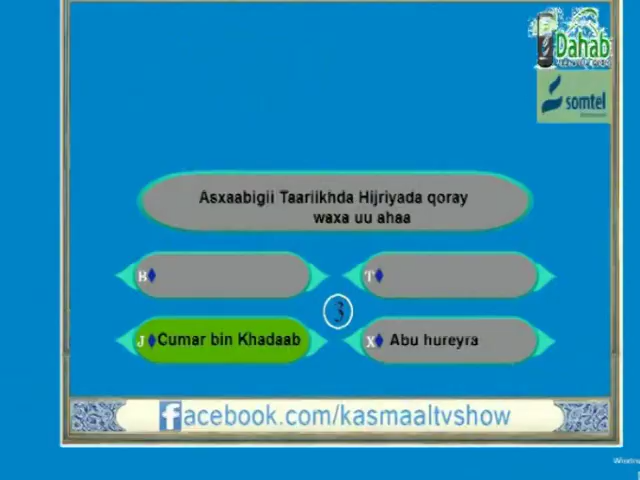 Dahab
somtel
Asxaabigii Taariikhda Hijriyada qoray
waxa uu ahaa
B
T
3
J Cumar bin Khadaab
X Abu hureyra
facebook.com/kasmaaltvshow